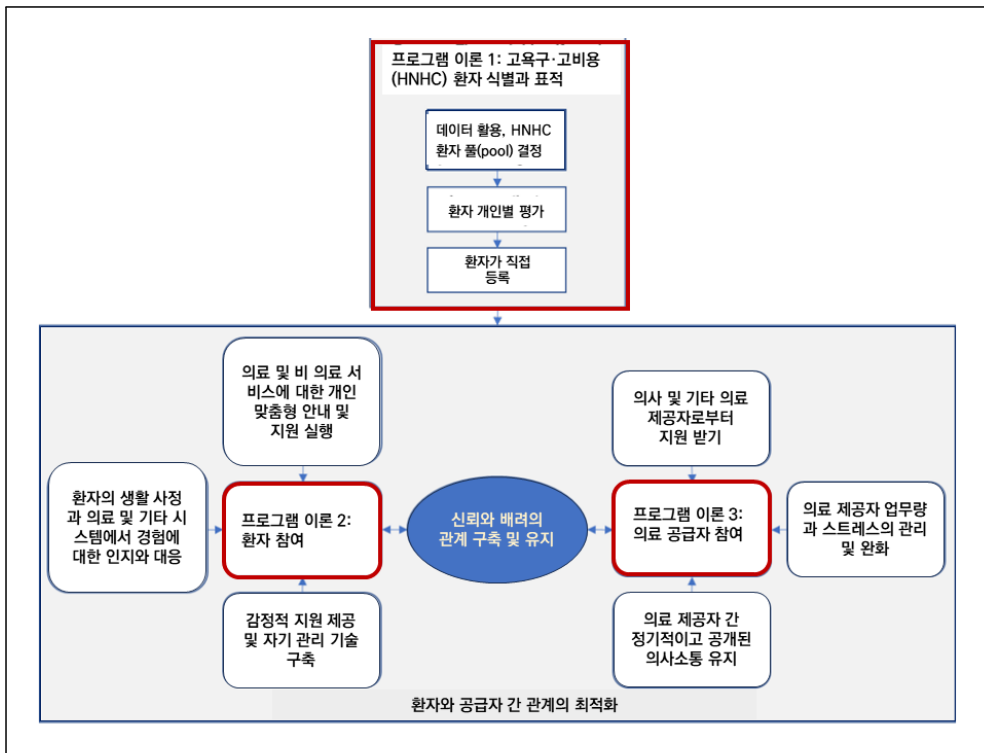 프로그램 이론 1: 고욕구·고비용
(HNHC) 환자 식별과 표적
데이터 활용, HNHC
환자 풀(pool) 결정
환자 개인별 평가
환자가 직접
등록
의료 및 비 의료 서
비스에 대한 개인
맞춤형 안내 및
지원 실행
의사 및 기타 의료
제공자로부터
지원 받기
환자의 생활 사정
과 의료 및 기타 시
스템에서 경험에
대한 인지와 대응
프로그램 이론 2:
환자 참여
신뢰와 배려의
관계 구축 및 유지
프로그램 이론 3:
의료 공급자 참여
의료 제공자 업무량
과 스트레스의 관리
및 완화
감정적 지원 제공
및 자기 관리 기술
구축
의료 제공자 간
정기적이고 공개된
의사소통 유지
환자와 공급자 간 관계의 최적화